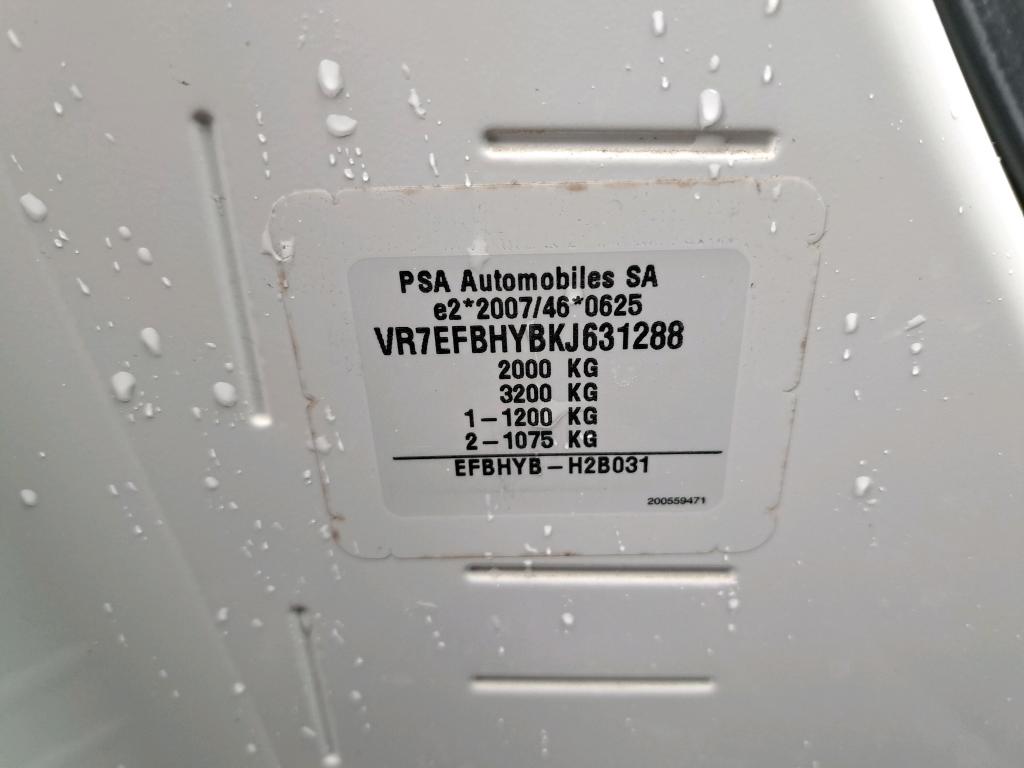 PSA Automobiles SA
e2*2007/46*0625
VR7EFBHYBKJ631288
2000 KG
3200 KG
1-1200 KG
2-1075 KG
EFBHYB-H2B031
200559471